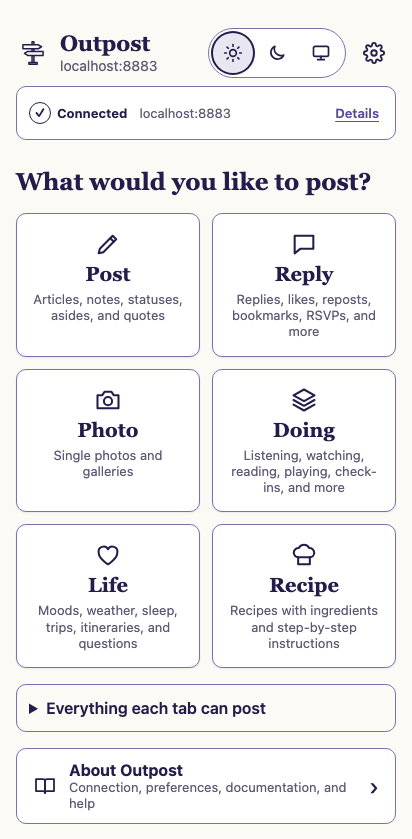 Outpost
localhost:8883
Connected localhost:8883 Details
What would you like to post?
Post
Articles, notes, statuses,
asides, and quotes
Reply
Replies, likes, reposts,
bookmarks, RSVPs, and
more
Photo
Single photos and
galleries
Doing
Listening, watching,
reading, playing, check-
ins, and more
Life
Moods, weather, sleep,
trips, itineraries, and
questions
Recipe
Recipes with ingredients
and step-by-step
instructions
Everything each tab can post
About Outpost
Connection, preferences, documentation, and
help